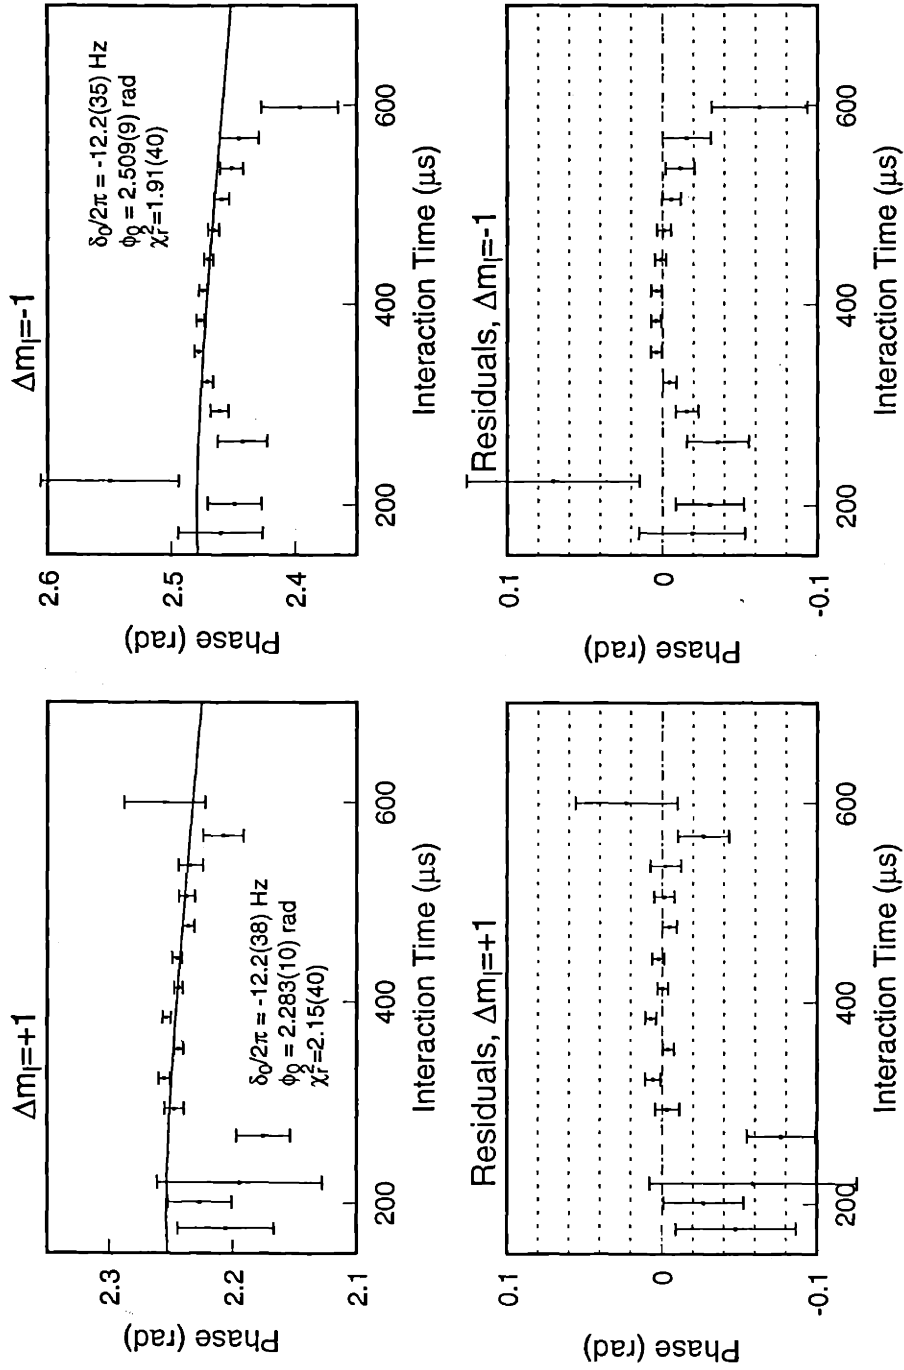 Δm_l=+1
Phase (rad)
2.3
2.2
2.1
δ₀/2π = -12.2(38) Hz
ϕ₀ = 2.283(10) rad
χᵣ²=2.15(40)
200
400
600
Interaction Time (μs)
Δm_l=-1
Phase (rad)
2.6
2.5
2.4
δ₀/2π = -12.2(35) Hz
ϕ₀ = 2.509(9) rad
χᵣ²=1.91(40)
200
400
600
Interaction Time (μs)
Residuals, Δm_l=+1
Phase (rad)
0.1
0
-0.1
200
400
600
Interaction Time (μs)
Residuals, Δm_l=-1
Phase (rad)
0.1
0
-0.1
200
400
600
Interaction Time (μs)